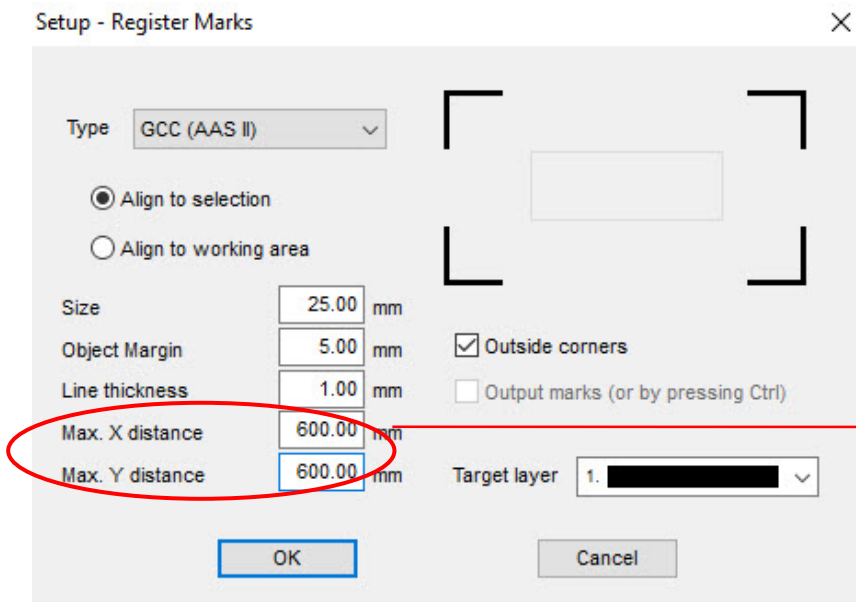 Setup - Register Marks
Type GCC (AAS II)
Align to selection
Align to working area
Size 25.00 mm
Object Margin 5.00 mm
Outside corners
Line thickness 1.00 mm
Output marks (or by pressing Ctrl)
Max. X distance 600.00 mm
Max. Y distance 600.00 mm
Target layer 1.
OK Cancel